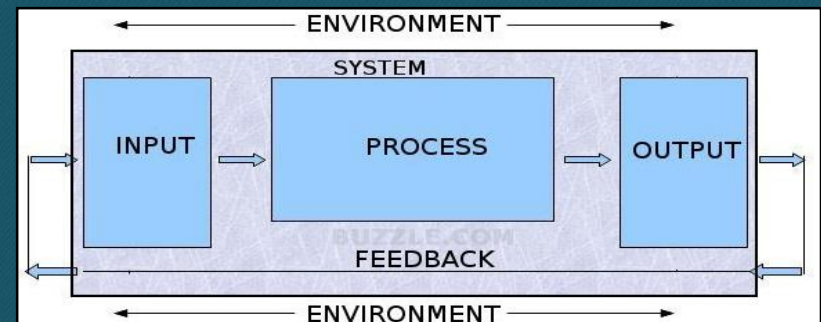 ENVIRONMENT
SYSTEM
INPUT
PROCESS
OUTPUT
BUZZLE.COM
FEEDBACK
ENVIRONMENT